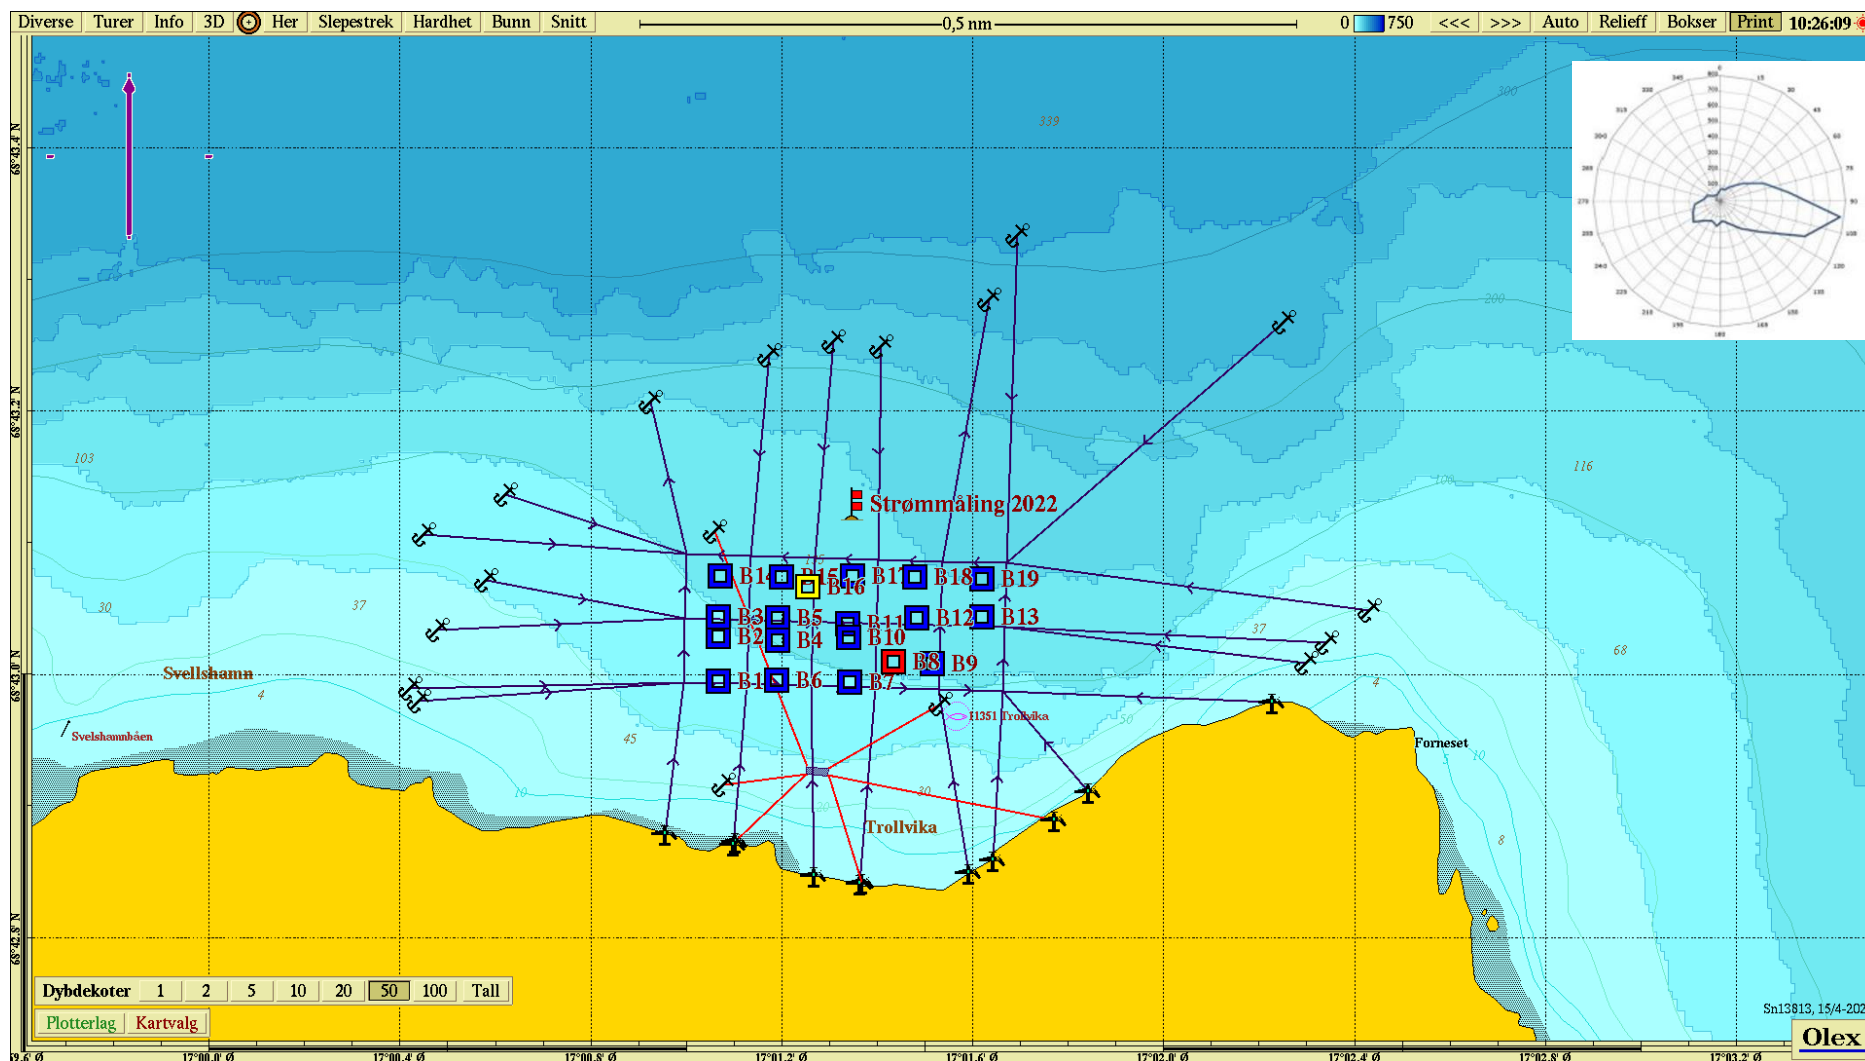 Diverse Turer Info 3D Her Slepestrek Hardhet Bunn Snitt 0,5 nm 0 750 <<< >>> Auto Relieff Bokser Print 10:26:09
68°43.4' N
68°43.2' N
68°43.0' N
68°42.8' N
300
339
200
103
116
100
Strømmåling 2022
30
37
37
68
B14 B15 B16 B17 B18 B19
B3 B5 B11 B12 B13
B2 B4 B10
B8 B9
B1 B6 B7
Svellshamn
4
4
H351 Trollvika
50
Svelshamnbåen
45
Forneset
5
10
10
30
20
Trollvika
8
Dybdekoter 1 2 5 10 20 50 100 Tall
Plotterlag Kartvalg
Sn13813, 15/4-202
Olex
59.6' Ø 17°00.0' Ø 17°00.4' Ø 17°00.8' Ø 17°01.2' Ø 17°01.6' Ø 17°02.0' Ø 17°02.4' Ø 17°02.8' Ø 17°03.2' Ø